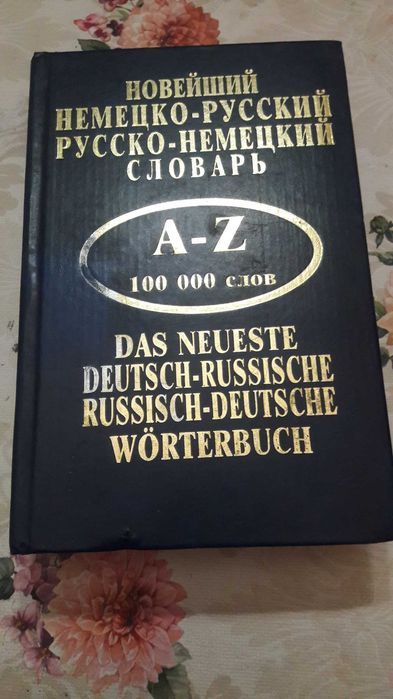 НОВЕЙШИЙ
НЕМЕЦКО-РУССКИЙ
РУССКО-НЕМЕЦКИЙ
СЛОВАРЬ
A-Z
100 000 слов
DAS NEUESTE
DEUTSCH-RUSSISCHE
RUSSISCH-DEUTSCHE
WÖRTERBUCH